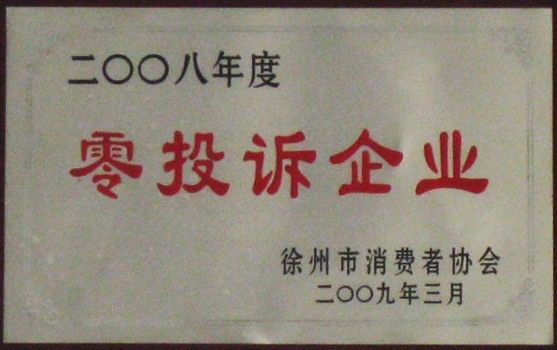 二〇〇八年度
零投诉企业
徐州市消费者协会
二〇〇九年三月